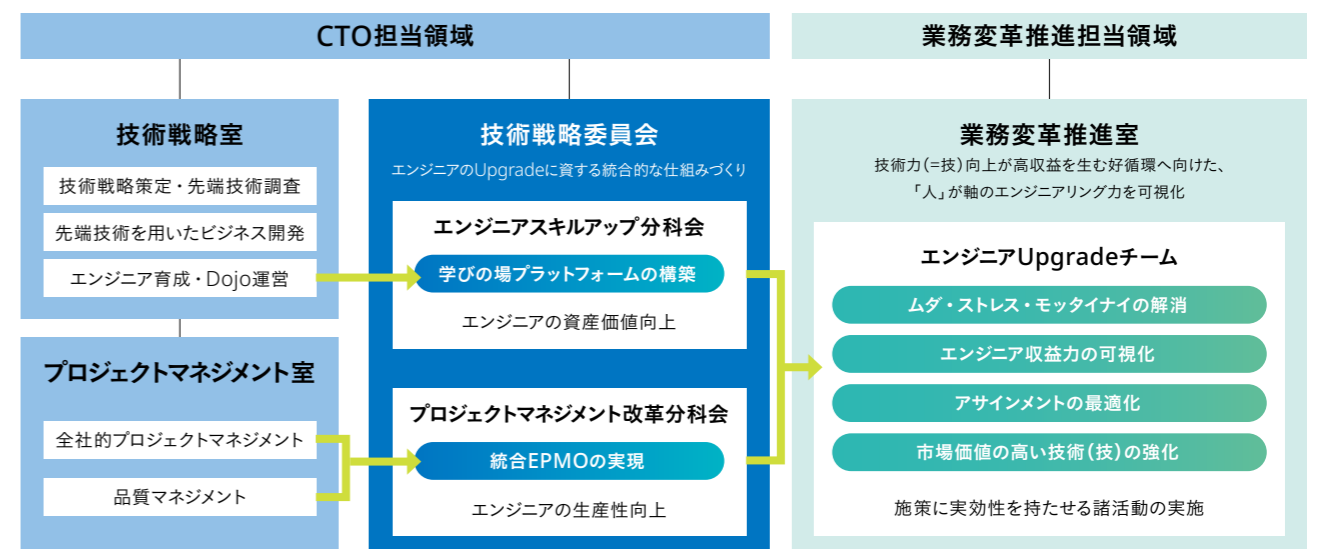 CTO担当領域
業務変革推進担当領域
技術戦略室
技術戦略策定・先端技術調査
先端技術を用いたビジネス開発
エンジニア育成・Dojo運営
プロジェクトマネジメント室
全社的プロジェクトマネジメント
品質マネジメント
技術戦略委員会
エンジニアのUpgradeに資する統合的な仕組みづくり
エンジニアスキルアップ分科会
学びの場プラットフォームの構築
エンジニアの資産価値向上
プロジェクトマネジメント改革分科会
統合EPMOの実現
エンジニアの生産性向上
業務変革推進室
技術力(=技)向上が高収益を生む好循環へ向けた、
「人」が軸のエンジニアリング力を可視化
エンジニアUpgradeチーム
ムダ・ストレス・モッタイナイの解消
エンジニア収益力の可視化
アサインメントの最適化
市場価値の高い技術(技)の強化
施策に実効性を持たせる諸活動の実施